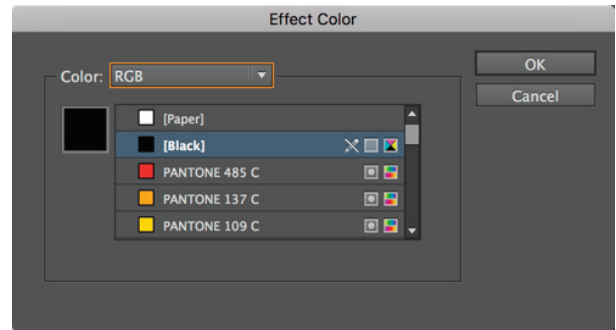 Effect Color
Color: RGB
OK
Cancel
[Paper]
[Black]
PANTONE 485 C
PANTONE 137 C
PANTONE 109 C